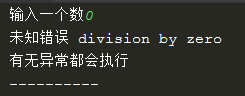 输入一个数0
未知错误 division by zero
有无异常都会执行
----------